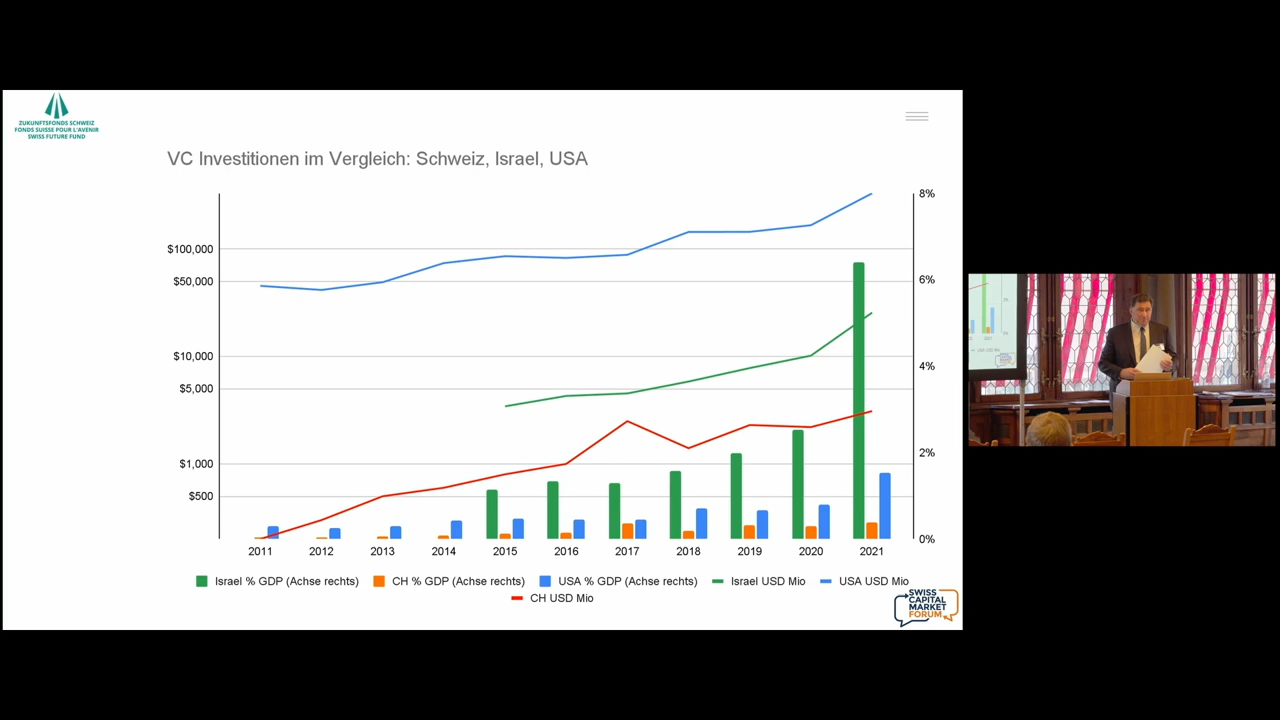 ZUKUNFTSFONDS SCHWEIZ
FONDS SUISSE POUR L'AVENIR
SWISS FUTURE FUND
VC Investitionen im Vergleich: Schweiz, Israel, USA
8%
$100,000
$50,000
6%
$10,000
4%
$5,000
2%
$1,000
$500
0%
2011 2012 2013 2014 2015 2016 2017 2018 2019 2020 2021
Israel % GDP (Achse rechts) CH % GDP (Achse rechts) USA % GDP (Achse rechts) Israel USD Mio USA USD Mio
CH USD Mio
SWISS
CAPITAL
MARKET
FORUM